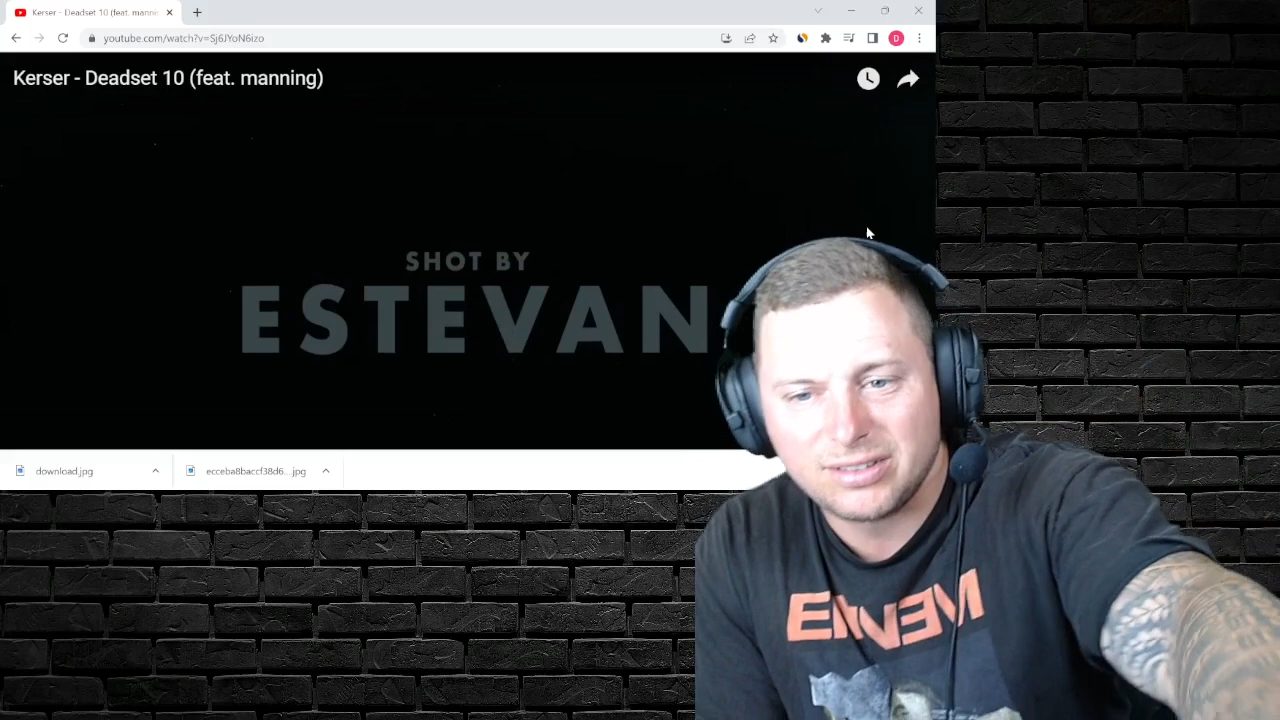 Kerser - Deadset 10 (feat. mannin
youtube.com/watch?v=Sj6JYoN6izo
D
Kerser - Deadset 10 (feat. manning)
SHOT BY
ESTEVAN
download.jpg
ecceba8baccf38d6....jpg
EMINEM